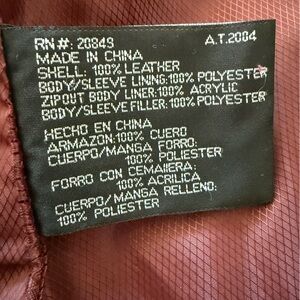 RN#: 20849 A.T.2004
MADE IN CHINA
SHELL: 100% LEATHER
BODY/SLEEVE LINING:100% POLYESTER
ZIPOUT BODY LINER:100% ACRYLIC
BODY/SLEEVE FILLER:100% POLYESTER
HECHO EN CHINA
ARMAZON:100% CUERO
CUERPO/MANGA FORRO:
100% POLIESTER
FORRO CON CEMAIIERA:
100% ACRILICA
CUERPO/MANGA RELLENO:
100% POLIESTER